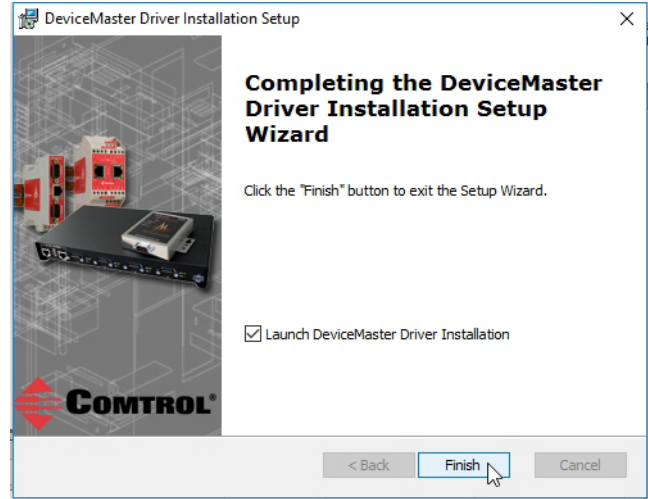 DeviceMaster Driver Installation Setup
Completing the DeviceMaster
Driver Installation Setup
Wizard
Click the "Finish" button to exit the Setup Wizard.
Launch DeviceMaster Driver Installation
COMTROL®
< Back
Finish
Cancel